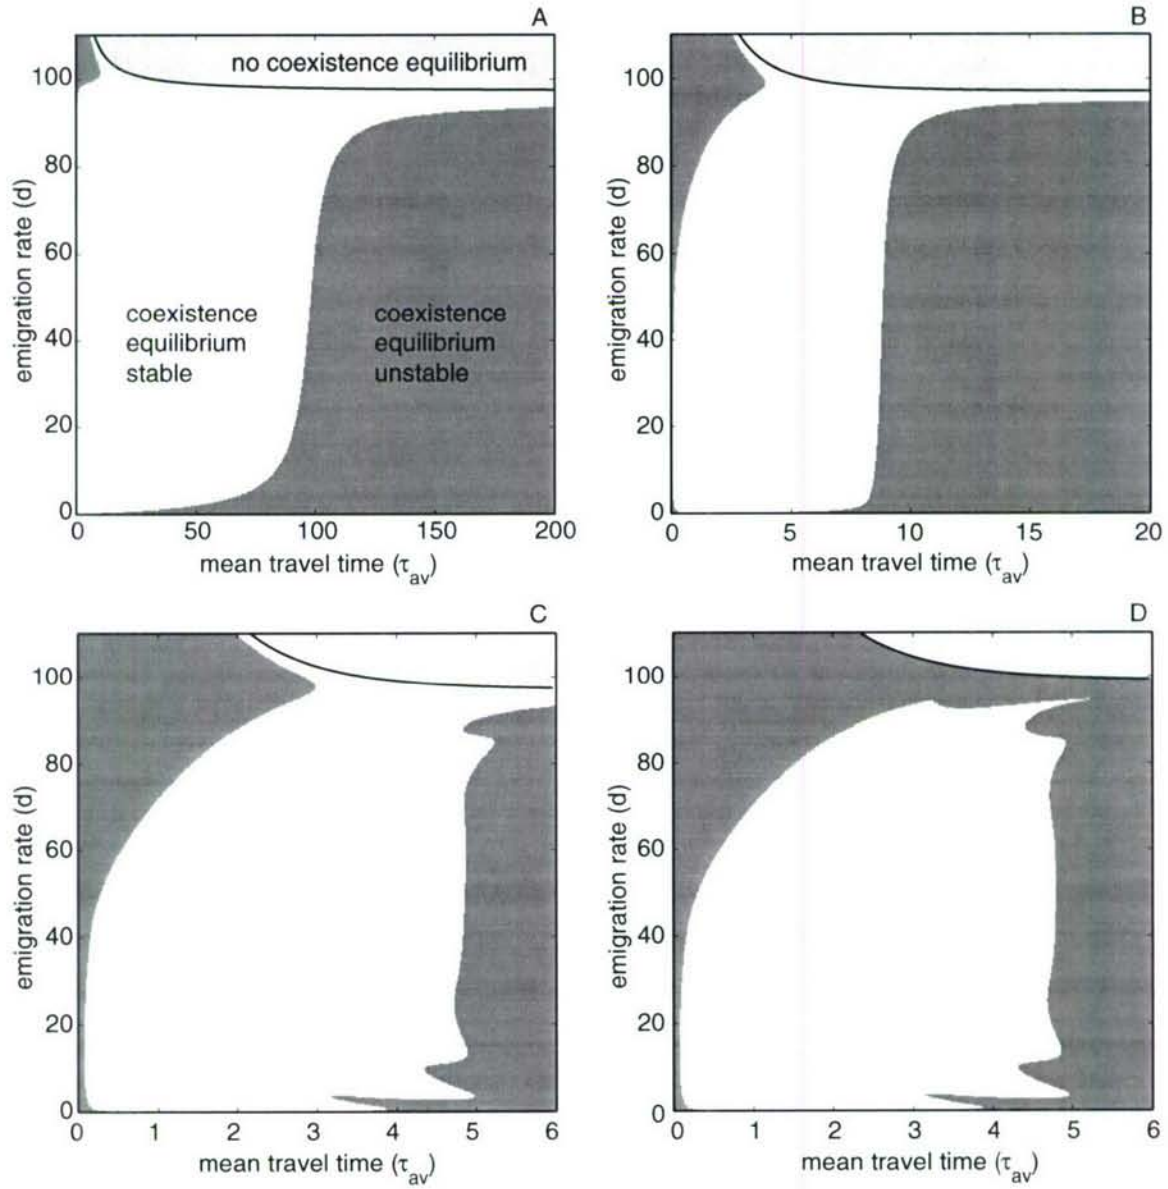 A
no coexistence equilibrium
100
80
60
40
20
0
emigration rate (d)
coexistence
equilibrium
stable
coexistence
equilibrium
unstable
0 50 100 150 200
mean travel time (τav)
B
100
80
60
40
20
0
emigration rate (d)
0 5 10 15 20
mean travel time (τav)
C
100
80
60
40
20
0
emigration rate (d)
0 1 2 3 4 5 6
mean travel time (τav)
D
100
80
60
40
20
0
emigration rate (d)
0 1 2 3 4 5 6
mean travel time (τav)